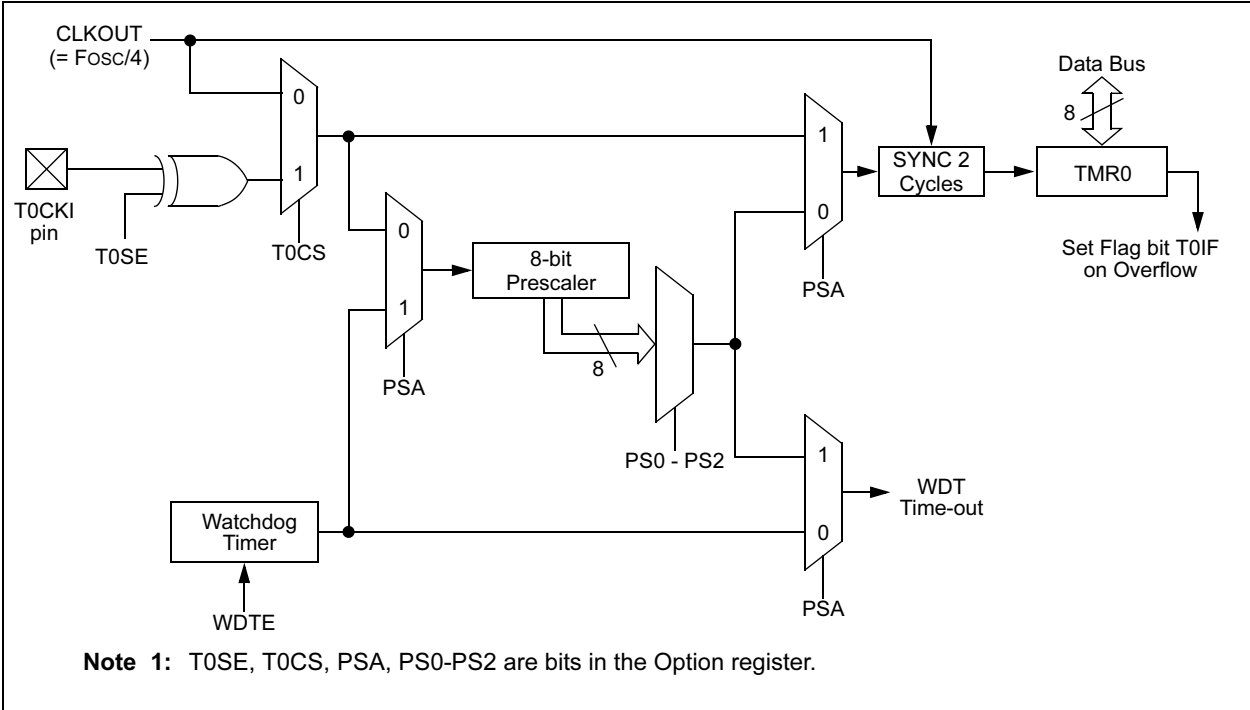 CLKOUT
(= FOSC/4)
Data Bus
8
0
1
1
0
SYNC 2
Cycles
TMR0
T0CKI
pin
T0SE
T0CS
0
1
8-bit
Prescaler
8
PSA
PSA
Set Flag bit T0IF
on Overflow
PS0 - PS2
1
0
WDT
Time-out
Watchdog
Timer
WDTE
PSA
Note 1: T0SE, T0CS, PSA, PS0-PS2 are bits in the Option register.